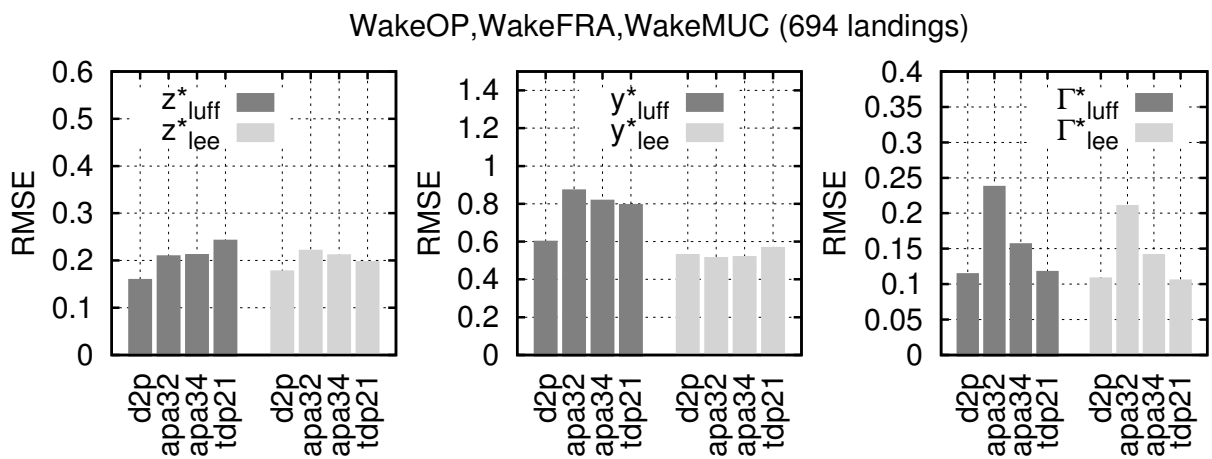 WakeOP,WakeFRA,WakeMUC (694 landings)
RMSE
0.6
0.5
0.4
0.3
0.2
0.1
0
z*luff
z*lee
d2p
apa32
apa34
tdp21
d2p
apa32
apa34
tdp21
RMSE
1.4
1.2
1
0.8
0.6
0.4
0.2
0
y*luff
y*lee
d2p
apa32
apa34
tdp21
d2p
apa32
apa34
tdp21
RMSE
0.4
0.35
0.3
0.25
0.2
0.15
0.1
0.05
0
Γ*luff
Γ*lee
d2p
apa32
apa34
tdp21
d2p
apa32
apa34
tdp21